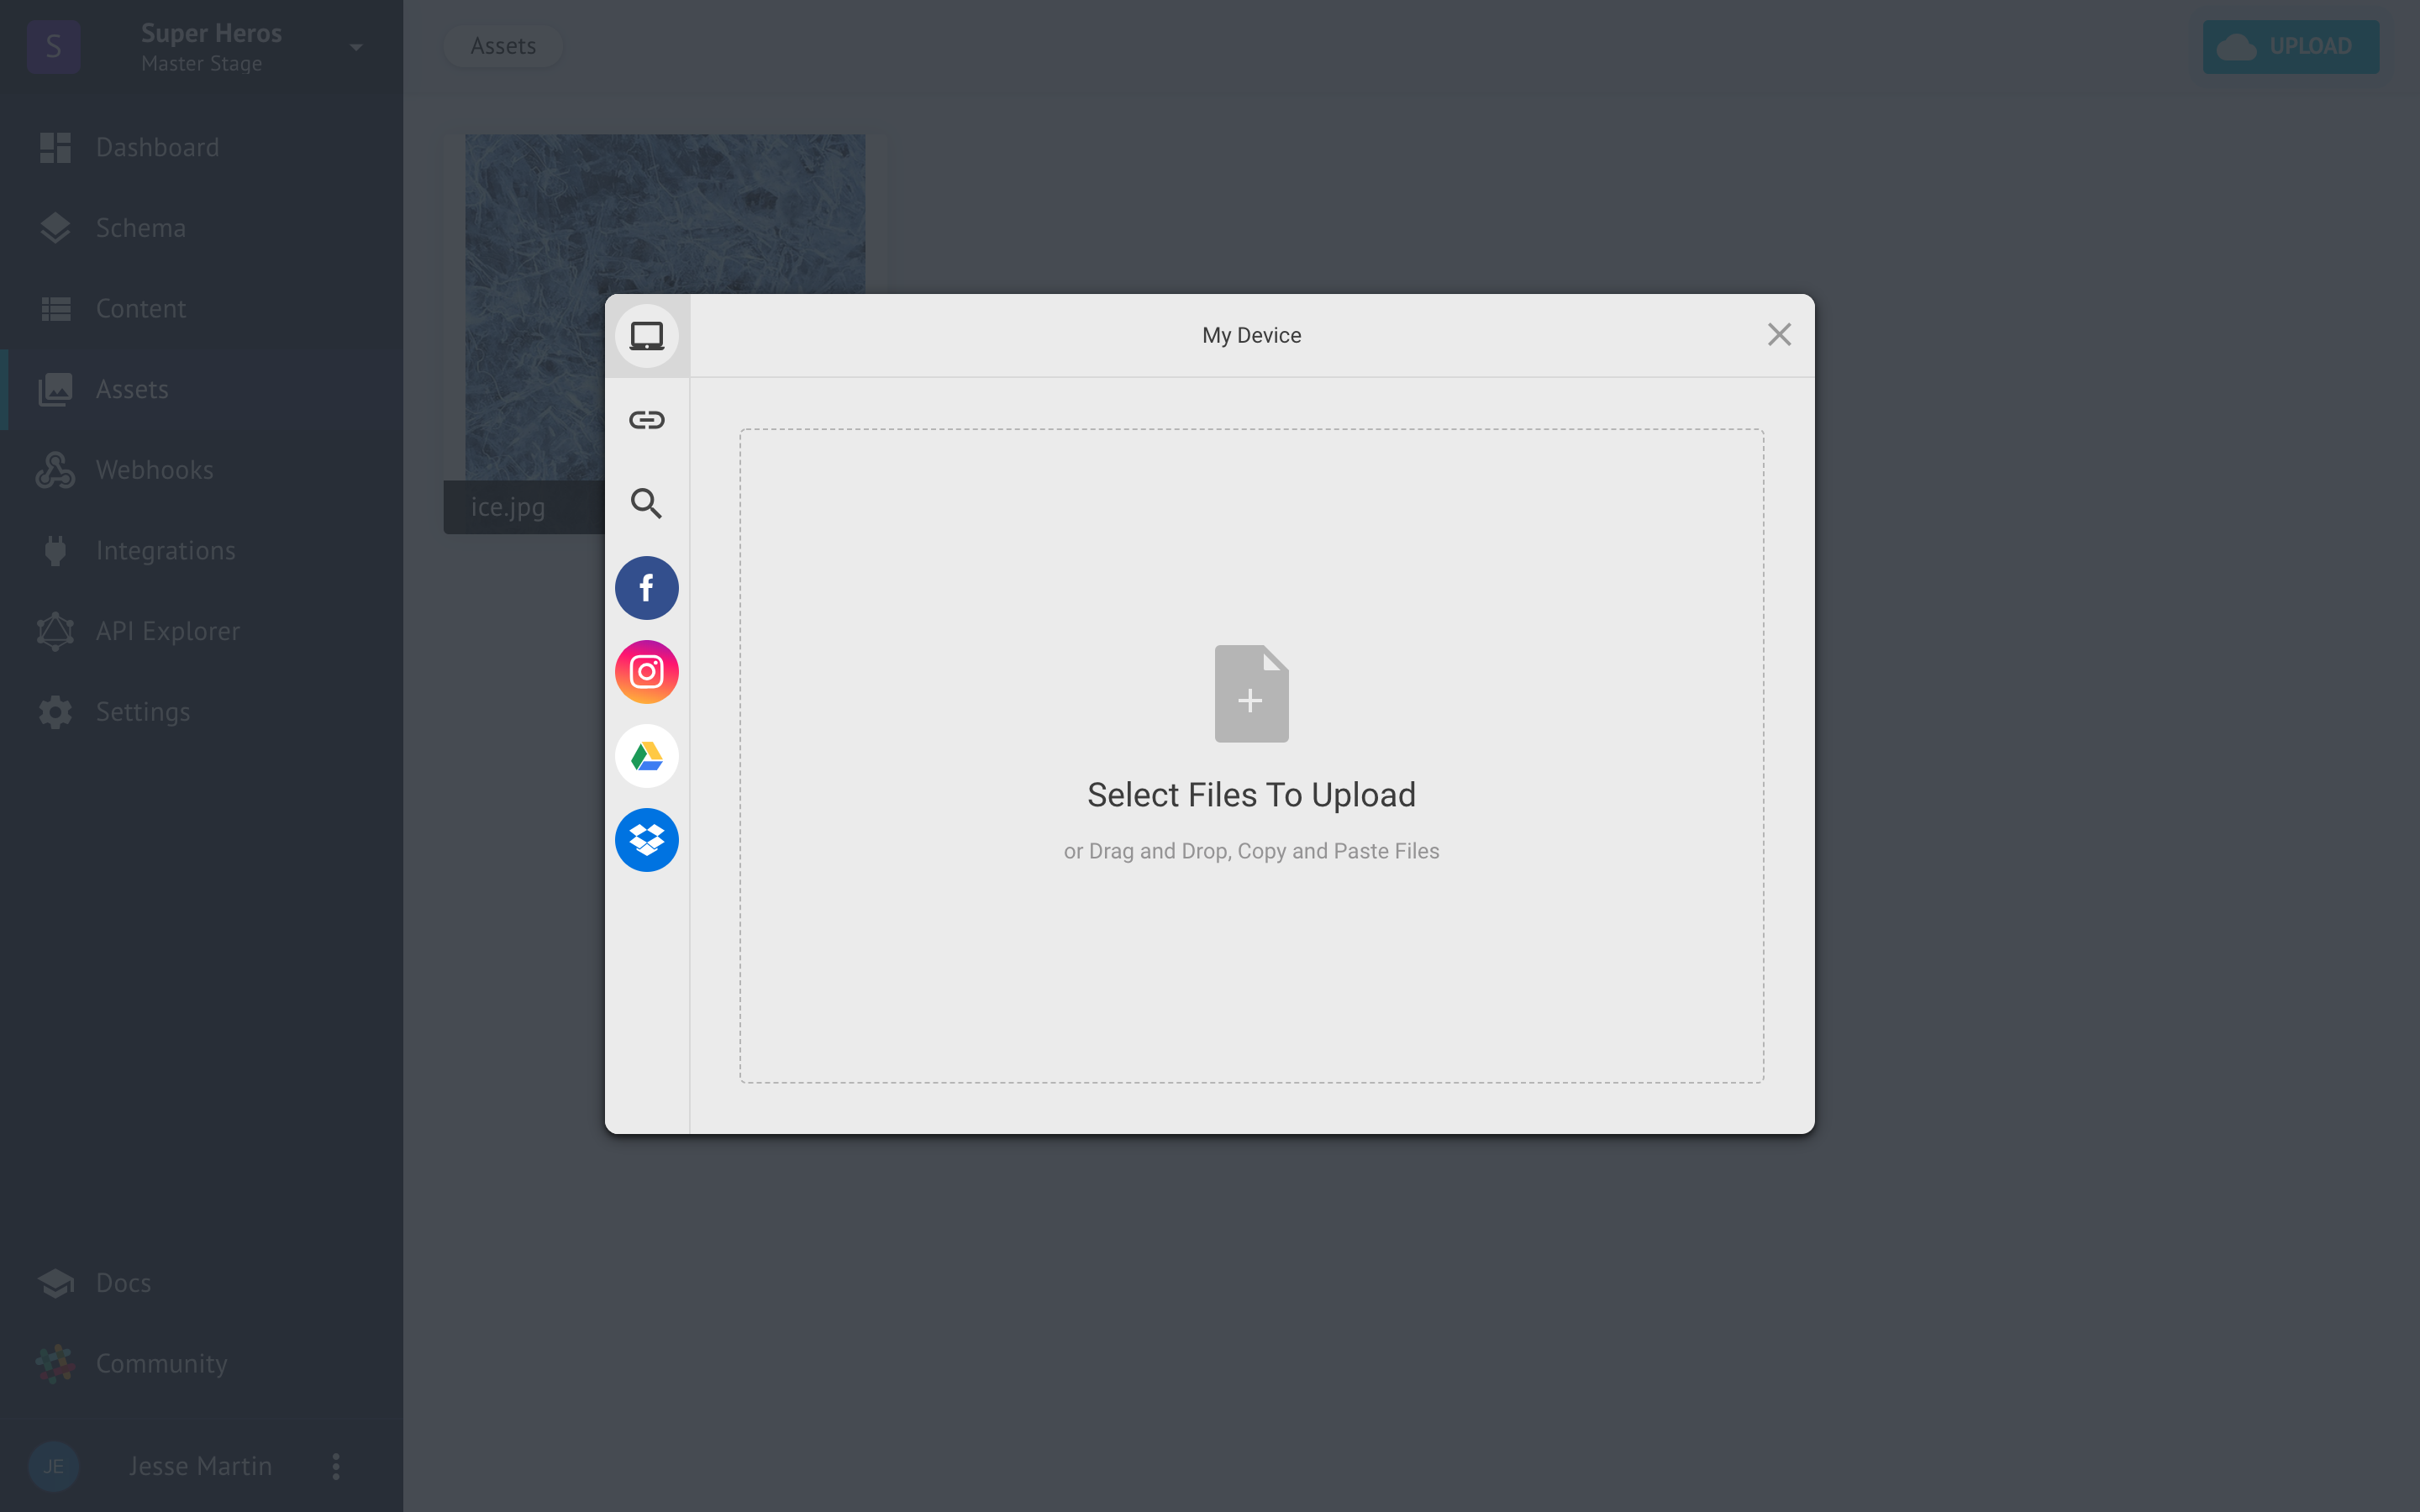 S
Super Heros
Master Stage
Assets
UPLOAD
Dashboard
Schema
Content
Assets
Webhooks
Integrations
API Explorer
Settings
ice.jpg
My Device
f
Select Files To Upload
or Drag and Drop, Copy and Paste Files
Docs
Community
JE
Jesse Martin